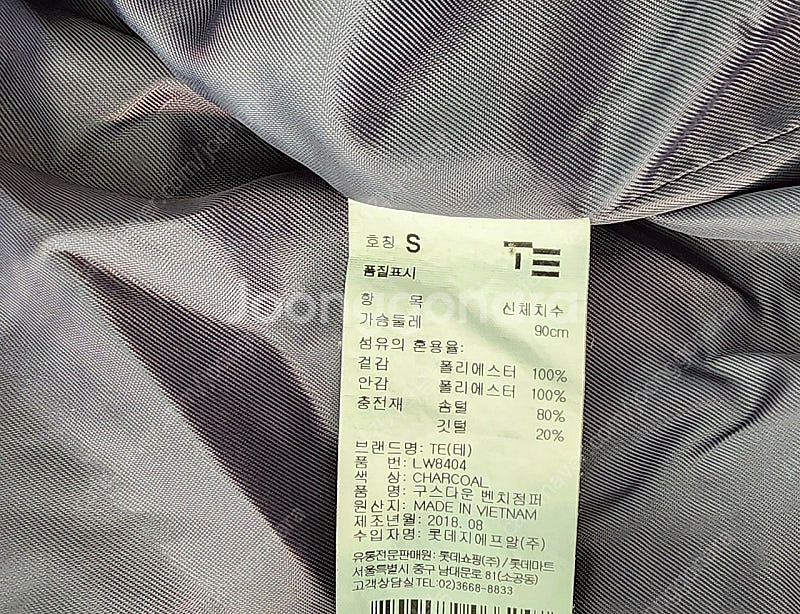 호칭 S
TE
품질표시
항 목 신체치수
가슴둘레 90cm
섬유의 혼용율:
겉감 폴리에스터 100%
안감 폴리에스터 100%
충전재 솜털 80%
깃털 20%
브랜드명: TE(테)
품 번: LW8404
색 상: CHARCOAL
품 명: 구스다운 벤치점퍼
원산지: MADE IN VIETNAM
제조년월: 2018. 08
수입자명: 롯데지에프알(주)
유통전문판매원: 롯데쇼핑(주) / 롯데마트
서울특별시 중구 남대문로 81(소공동)
고객상담실TEL:02)3668-8833